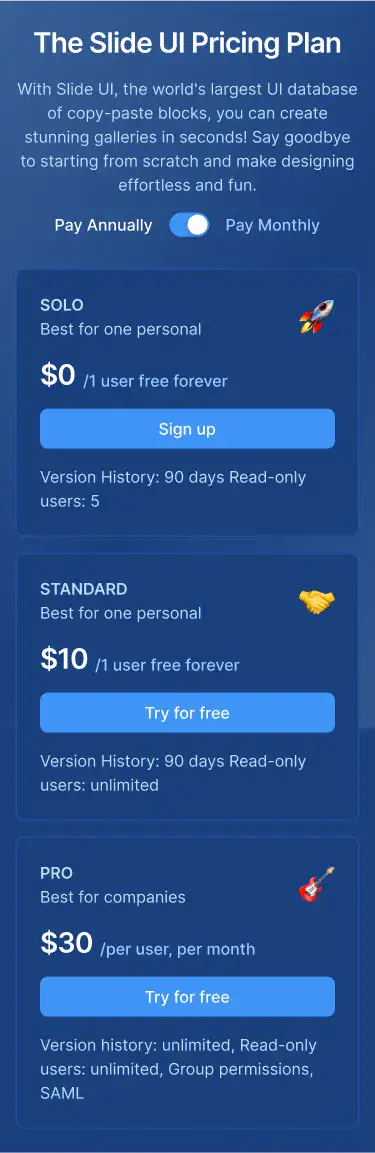 The Slide UI Pricing Plan
With Slide UI, the world's largest UI database
of copy-paste blocks, you can create
stunning galleries in seconds! Say goodbye
to starting from scratch and make designing
effortless and fun.
Pay Annually Pay Monthly
SOLO
Best for one personal
$0 /1 user free forever
Sign up
Version History: 90 days Read-only
users: 5
STANDARD
Best for one personal
$10 /1 user free forever
Try for free
Version History: 90 days Read-only
users: unlimited
PRO
Best for companies
$30 /per user, per month
Try for free
Version history: unlimited, Read-only
users: unlimited, Group permissions,
SAML